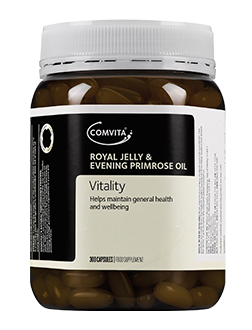 COMVITA
ROYAL JELLY &
EVENING PRIMROSE OIL
Vitality
Helps maintain general health
and wellbeing
300 CAPSULES | FOOD SUPPLEMENT